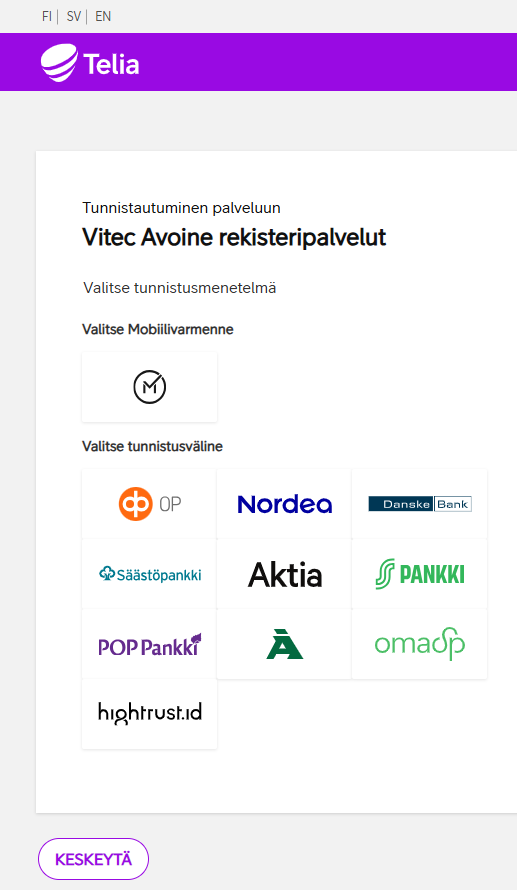 FI | SV | EN
Telia
Tunnistautuminen palveluun
Vitec Avoine rekisteripalvelut
Valitse tunnistusmenetelmä
Valitse Mobiilivarmenne
M
Valitse tunnistusväline
op OP
Nordea
Danske Bank
Säästöpankki
Aktia
S PANKKI
POP Pankki
Å
omasp
hightrust.id
KESKEYTÄ